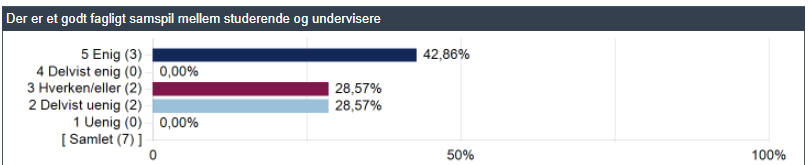 Der er et godt fagligt samspil mellem studerende og undervisere
5 Enig (3) 42,86%
4 Delvist enig (0) 0,00%
3 Hverken/eller (2) 28,57%
2 Delvist uenig (2) 28,57%
1 Uenig (0) 0,00%
[ Samlet (7) ]
0 50% 100%